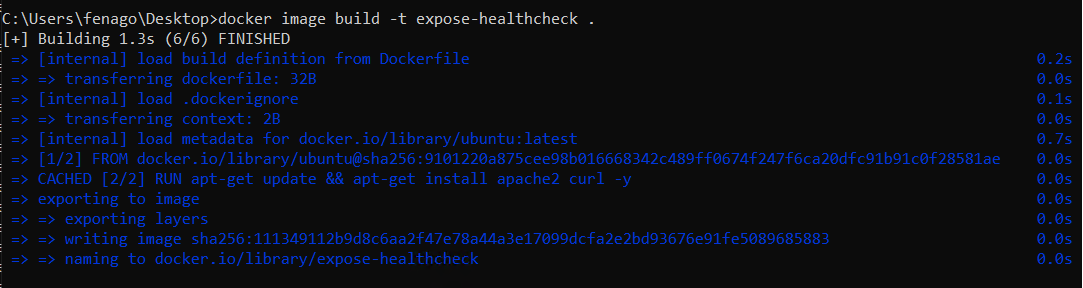 C:\Users\fenago\Desktop>docker image build -t expose-healthcheck .
[+] Building 1.3s (6/6) FINISHED
=> [internal] load build definition from Dockerfile 0.2s
=> => transferring dockerfile: 32B 0.0s
=> [internal] load .dockerignore 0.1s
=> => transferring context: 2B 0.0s
=> [internal] load metadata for docker.io/library/ubuntu:latest 0.7s
=> [1/2] FROM docker.io/library/ubuntu@sha256:9101220a875cee98b016668342c489ff0674f247f6ca20dfc91b91c0f28581ae 0.0s
=> CACHED [2/2] RUN apt-get update && apt-get install apache2 curl -y 0.0s
=> exporting to image 0.0s
=> => exporting layers 0.0s
=> => writing image sha256:111349112b9d8c6aa2f47e78a44a3e17099dcfa2e2bd93676e91fe5089685883 0.0s
=> => naming to docker.io/library/expose-healthcheck 0.0s